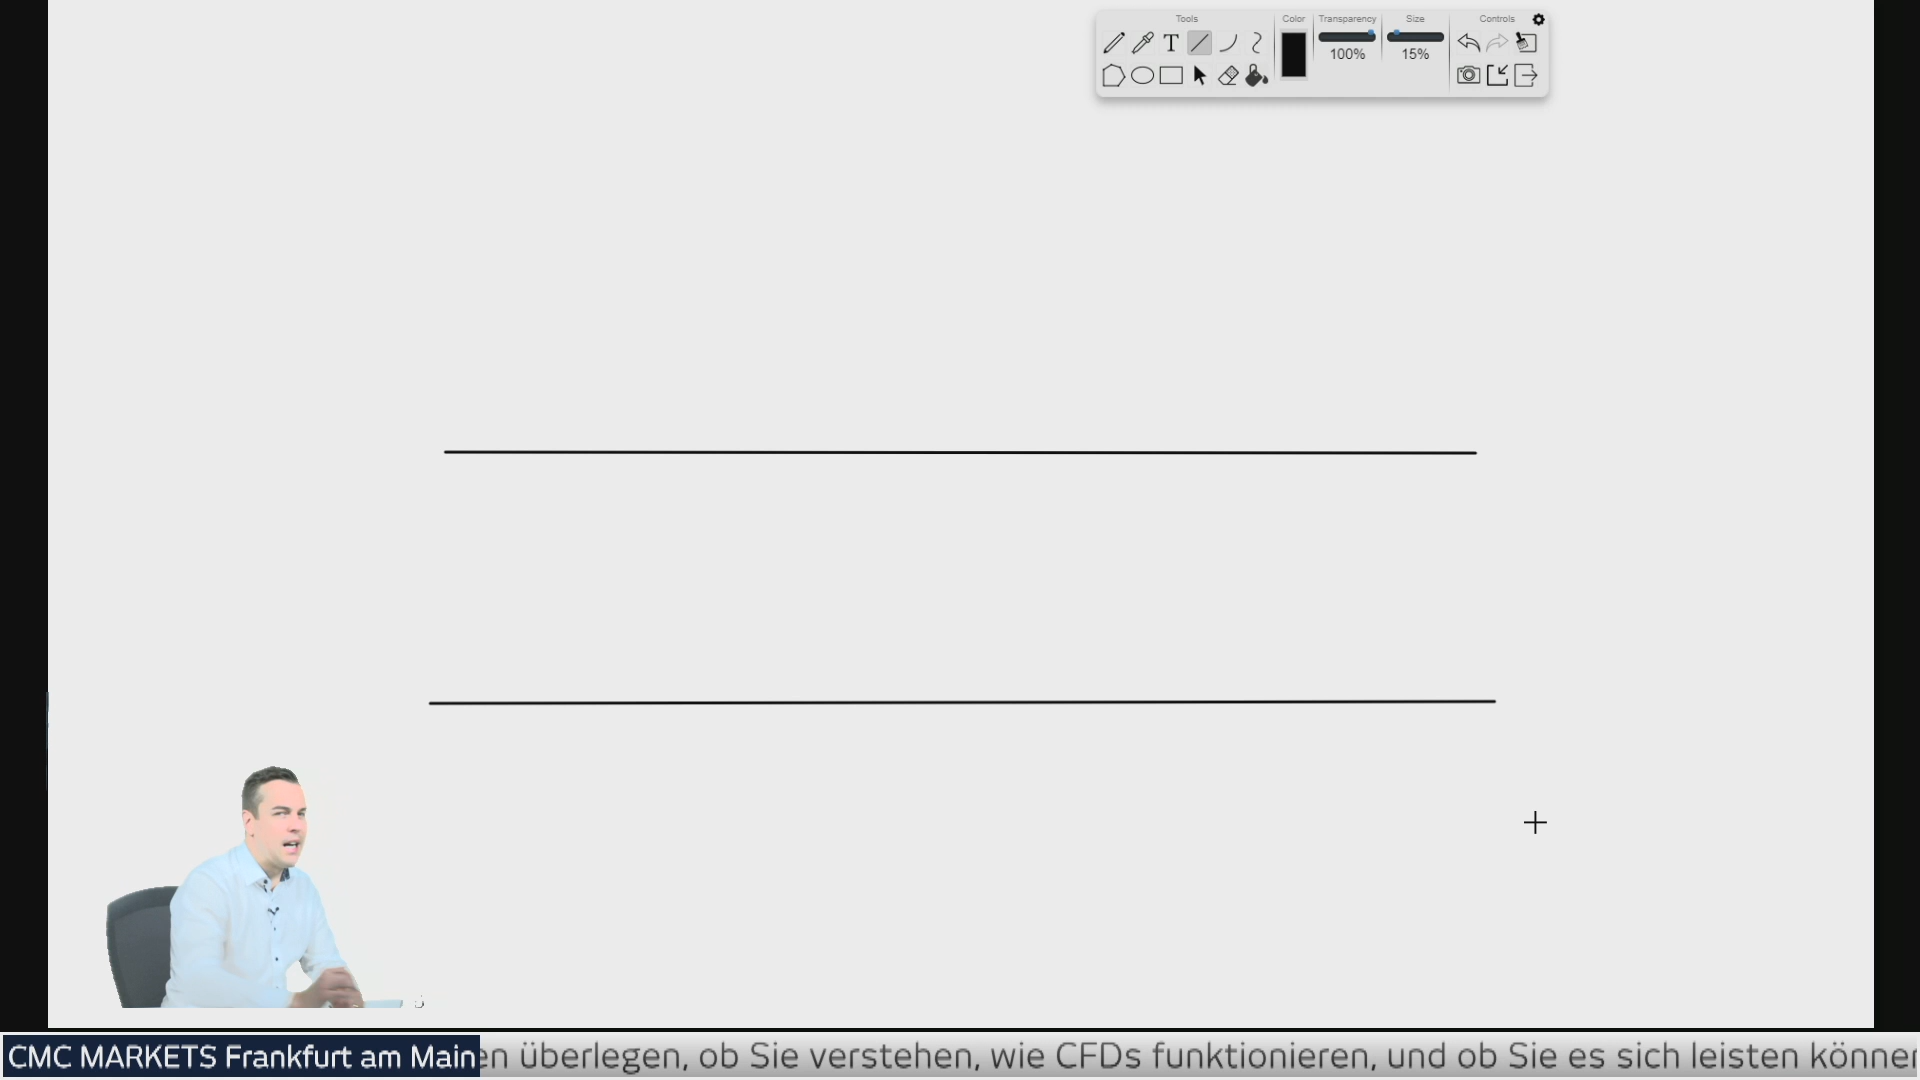 Tools
Color
Transparency
Size
Controls
T
100%
15%
CMC MARKETS Frankfurt am Main
en überlegen, ob Sie verstehen, wie CFDs funktionieren, und ob Sie es sich leisten können